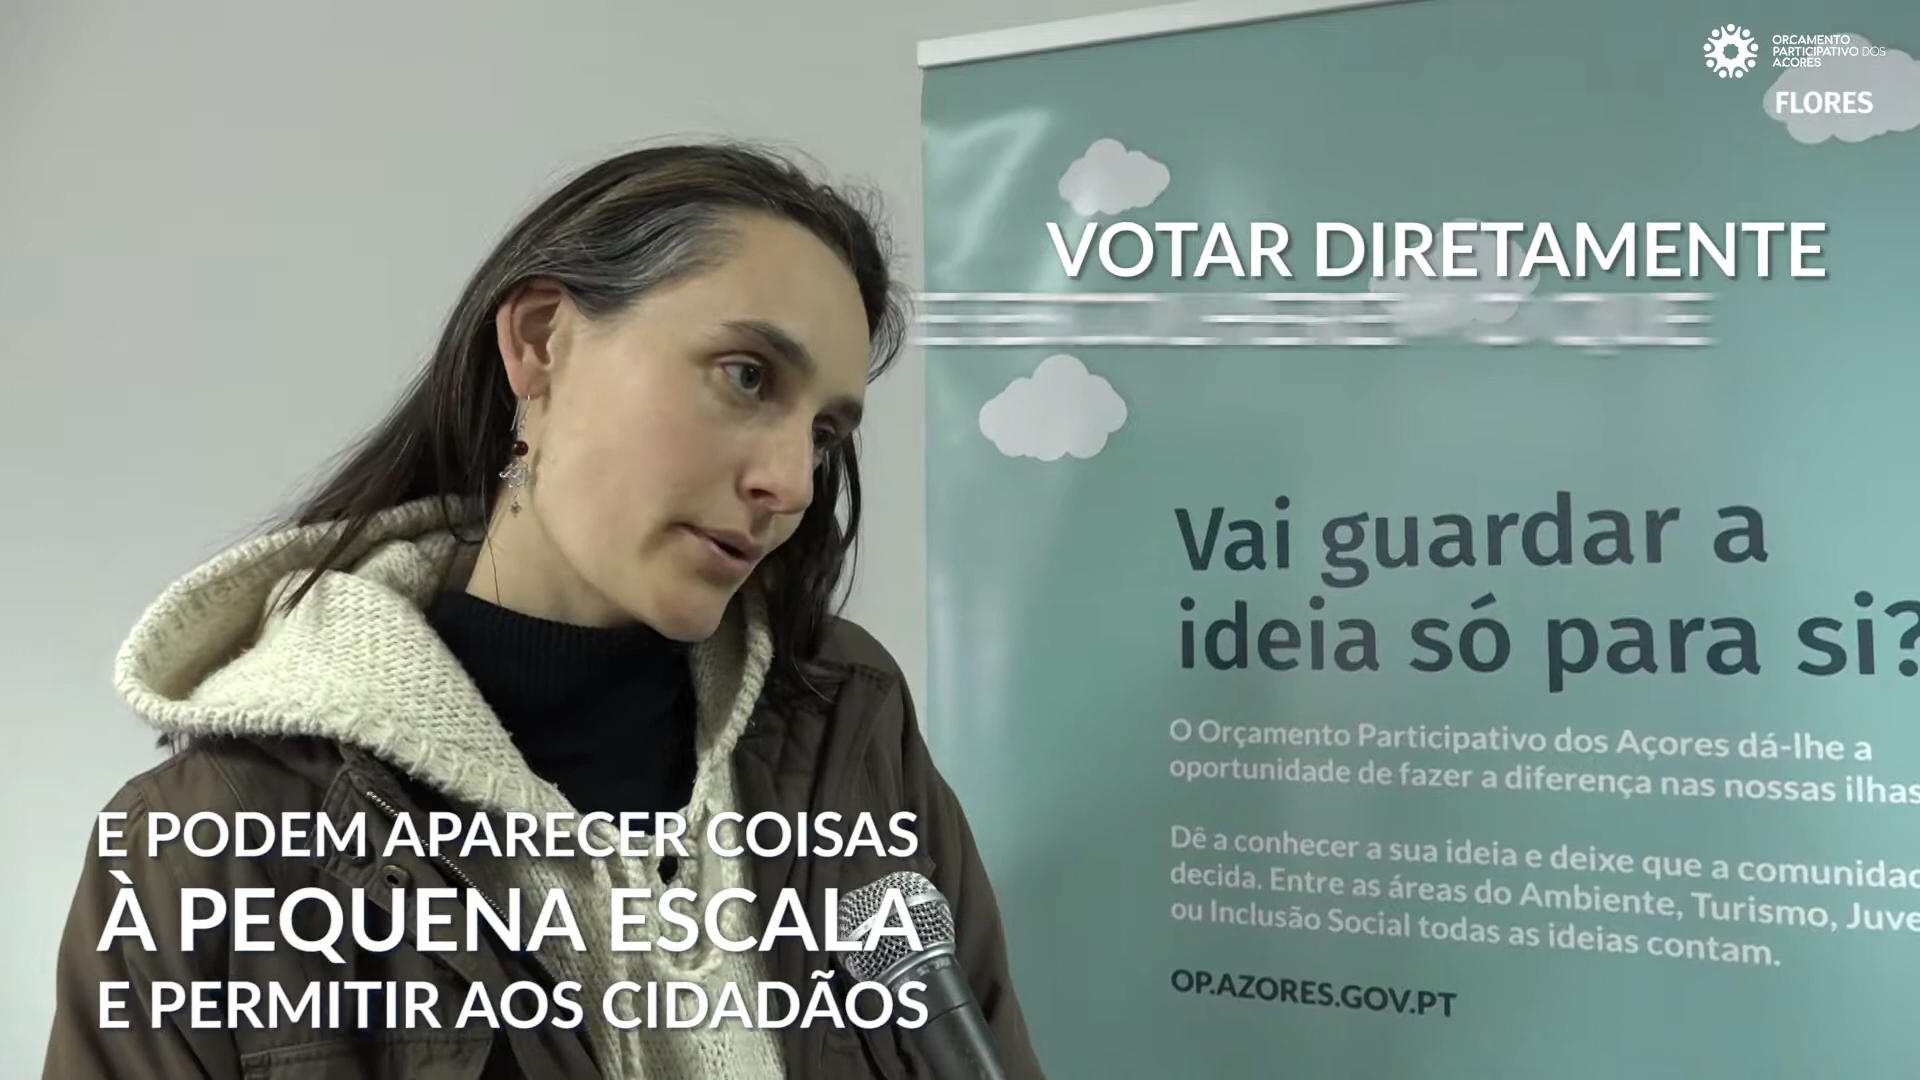 ORÇAMENTO
PARTICIPATIVO DOS
AÇORES
FLORES
VOTAR DIRETAMENTE
Vai guardar a
ideia só para si?
O Orçamento Participativo dos Açores dá-lhe a
oportunidade de fazer a diferença nas nossas ilhas
Dê a conhecer a sua ideia e deixe que a comunidad
decida. Entre as áreas do Ambiente, Turismo, Juve
ou Inclusão Social todas as ideias contam.
OP.AZORES.GOV.PT
E PODEM APARECER COISAS
À PEQUENA ESCALA
E PERMITIR AOS CIDADÃOS